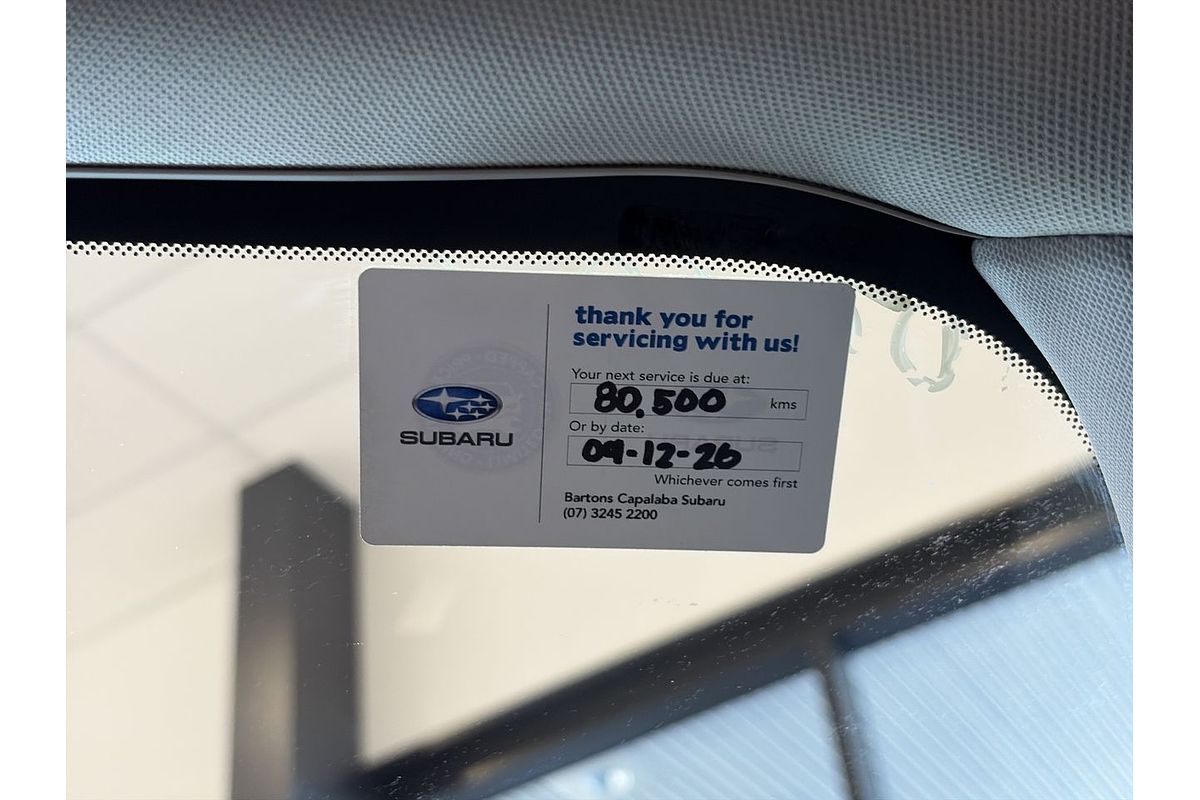 SUBARU
thank you for
servicing with us!
Your next service is due at:
80,500 kms
Or by date:
09-12-26
Whichever comes first
Bartons Capalaba Subaru
(07) 3245 2200